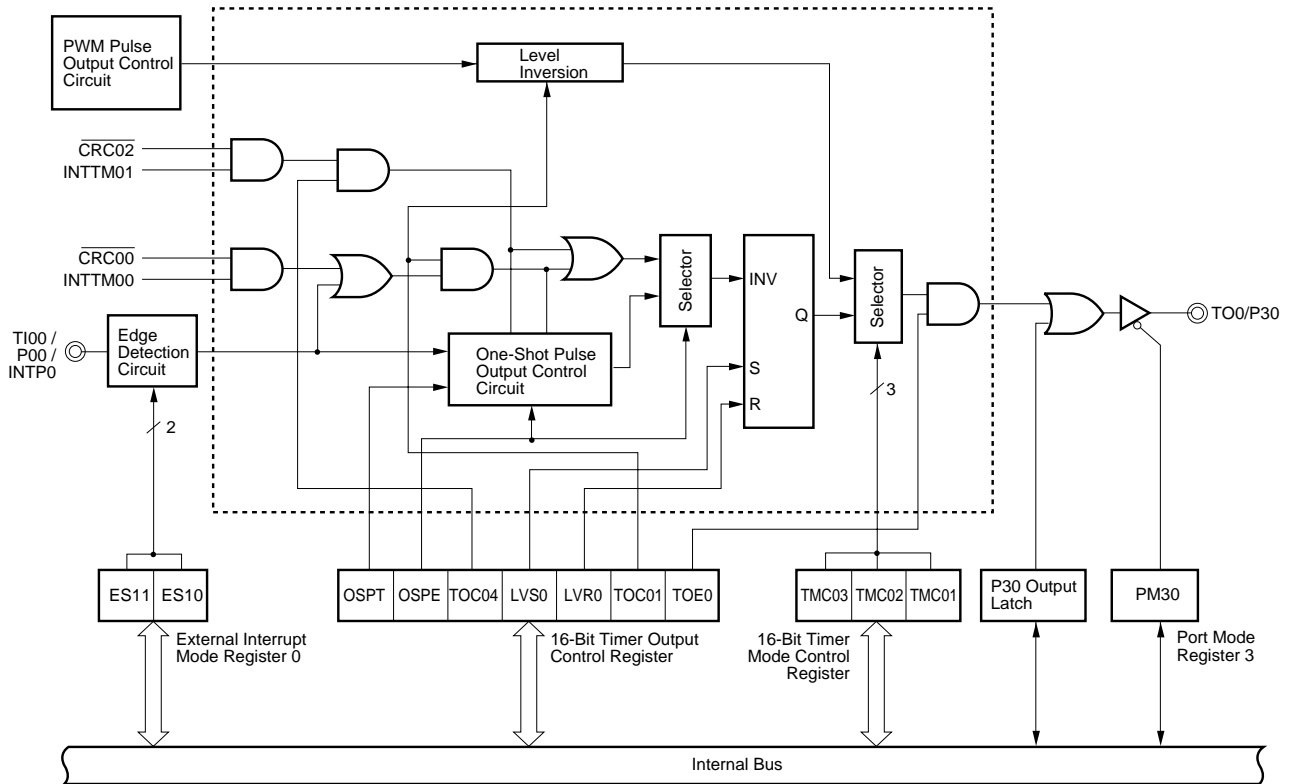 PWM Pulse
Output Control
Circuit
Level
Inversion
CRC02
INTTM01
CRC00
INTTM00
TI00 /
P00 /
INTP0
Edge
Detection
Circuit
2
One-Shot Pulse
Output Control
Circuit
Selector
INV
Q
S
R
Selector
3
TO0/P30
ES11
ES10
External Interrupt
Mode Register 0
OSPT
OSPE
TOC04
LVS0
LVR0
TOC01
TOE0
16-Bit Timer Output
Control Register
TMC03
TMC02
TMC01
16-Bit Timer
Mode Control
Register
P30 Output
Latch
PM30
Port Mode
Register 3
Internal Bus